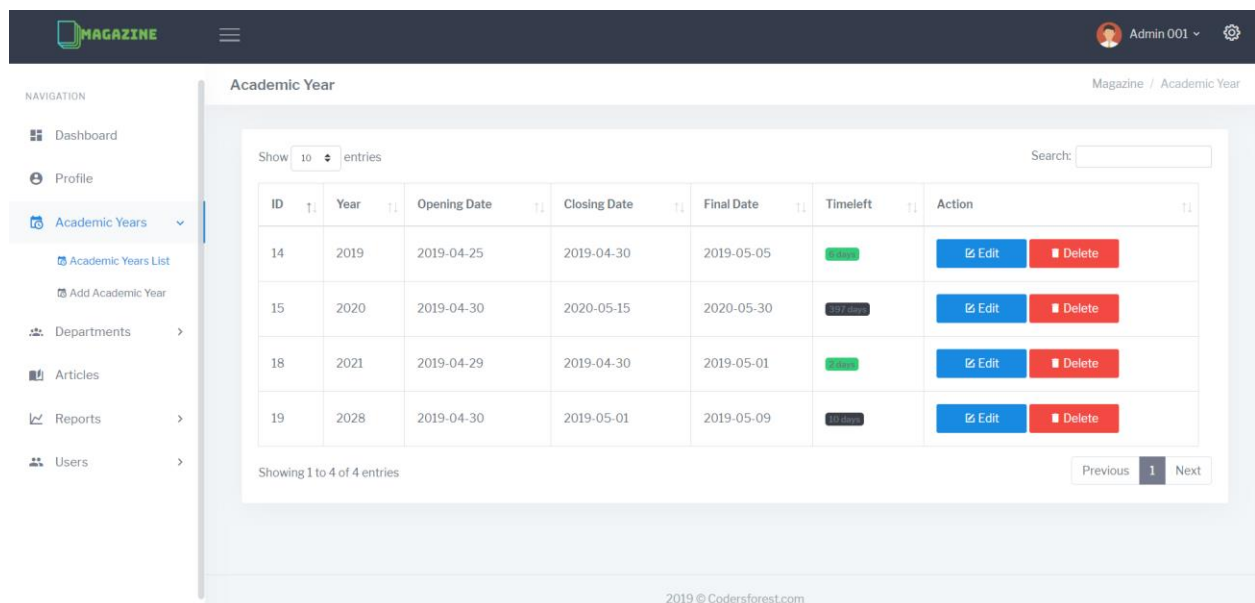 MAGAZINE
Admin 001
NAVIGATION
Dashboard
Profile
Academic Years
Academic Years List
Add Academic Year
Departments
Articles
Reports
Users
Academic Year
Magazine / Academic Year
Show 10 entries
Search:
ID Year Opening Date Closing Date Final Date Timeleft Action
14 2019 2019-04-25 2019-04-30 2019-05-05 6 days Edit Delete
15 2020 2019-04-30 2020-05-15 2020-05-30 397 days Edit Delete
18 2021 2019-04-29 2019-04-30 2019-05-01 2 days Edit Delete
19 2028 2019-04-30 2019-05-01 2019-05-09 10 days Edit Delete
Showing 1 to 4 of 4 entries
Previous 1 Next
2019 © Codersforest.com